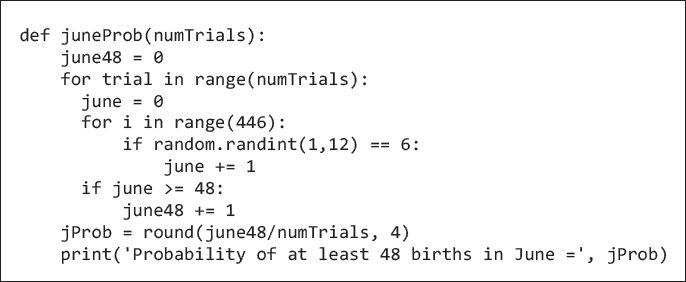 def juneProb(numTrials):
    june48 = 0
    for trial in range(numTrials):
      june = 0
      for i in range(446):
          if random.randint(1,12) == 6:
              june += 1
      if june >= 48:
          june48 += 1
    jProb = round(june48/numTrials, 4)
    print('Probability of at least 48 births in June =', jProb)